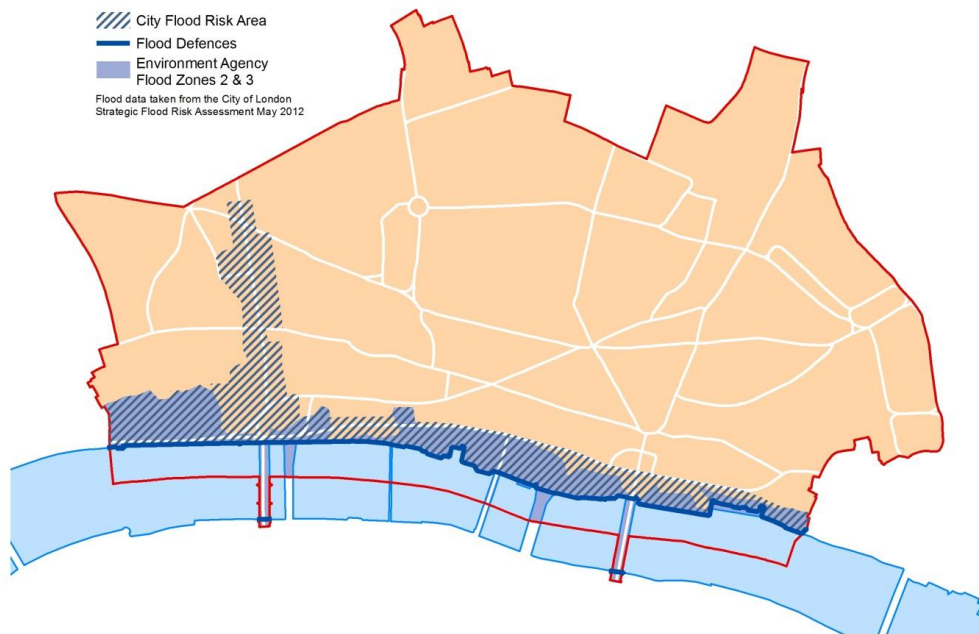 City Flood Risk Area
Flood Defences
Environment Agency
Flood Zones 2 & 3
Flood data taken from the City of London
Strategic Flood Risk Assessment May 2012